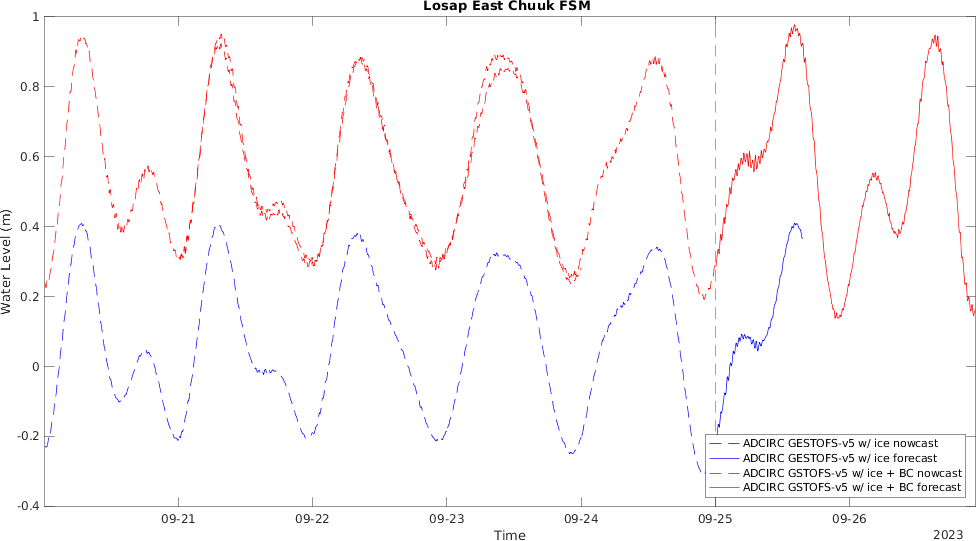 Losap East Chuuk FSM
1
0.8
0.6
0.4
0.2
0
-0.2
-0.4
Water Level (m)
ADCIRC GESTOFS-v5 w/ ice nowcast
ADCIRC GESTOFS-v5 w/ ice forecast
ADCIRC GSTOFS-v5 w/ ice + BC nowcast
ADCIRC GSTOFS-v5 w/ ice + BC forecast
09-21 09-22 09-23 09-24 09-25 09-26
Time
2023